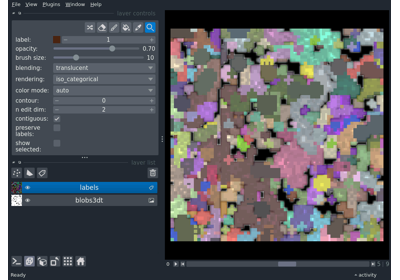 File View Plugins Window Help
layer controls
label: 1
opacity: 0.70
brush size: 10
blending: translucent
rendering: iso_categorical
color mode: auto
contour: 0
n edit dim: 2
contiguous:
preserve
labels:
show
selected:
layer list
labels
blobs3dt
Ready
activity